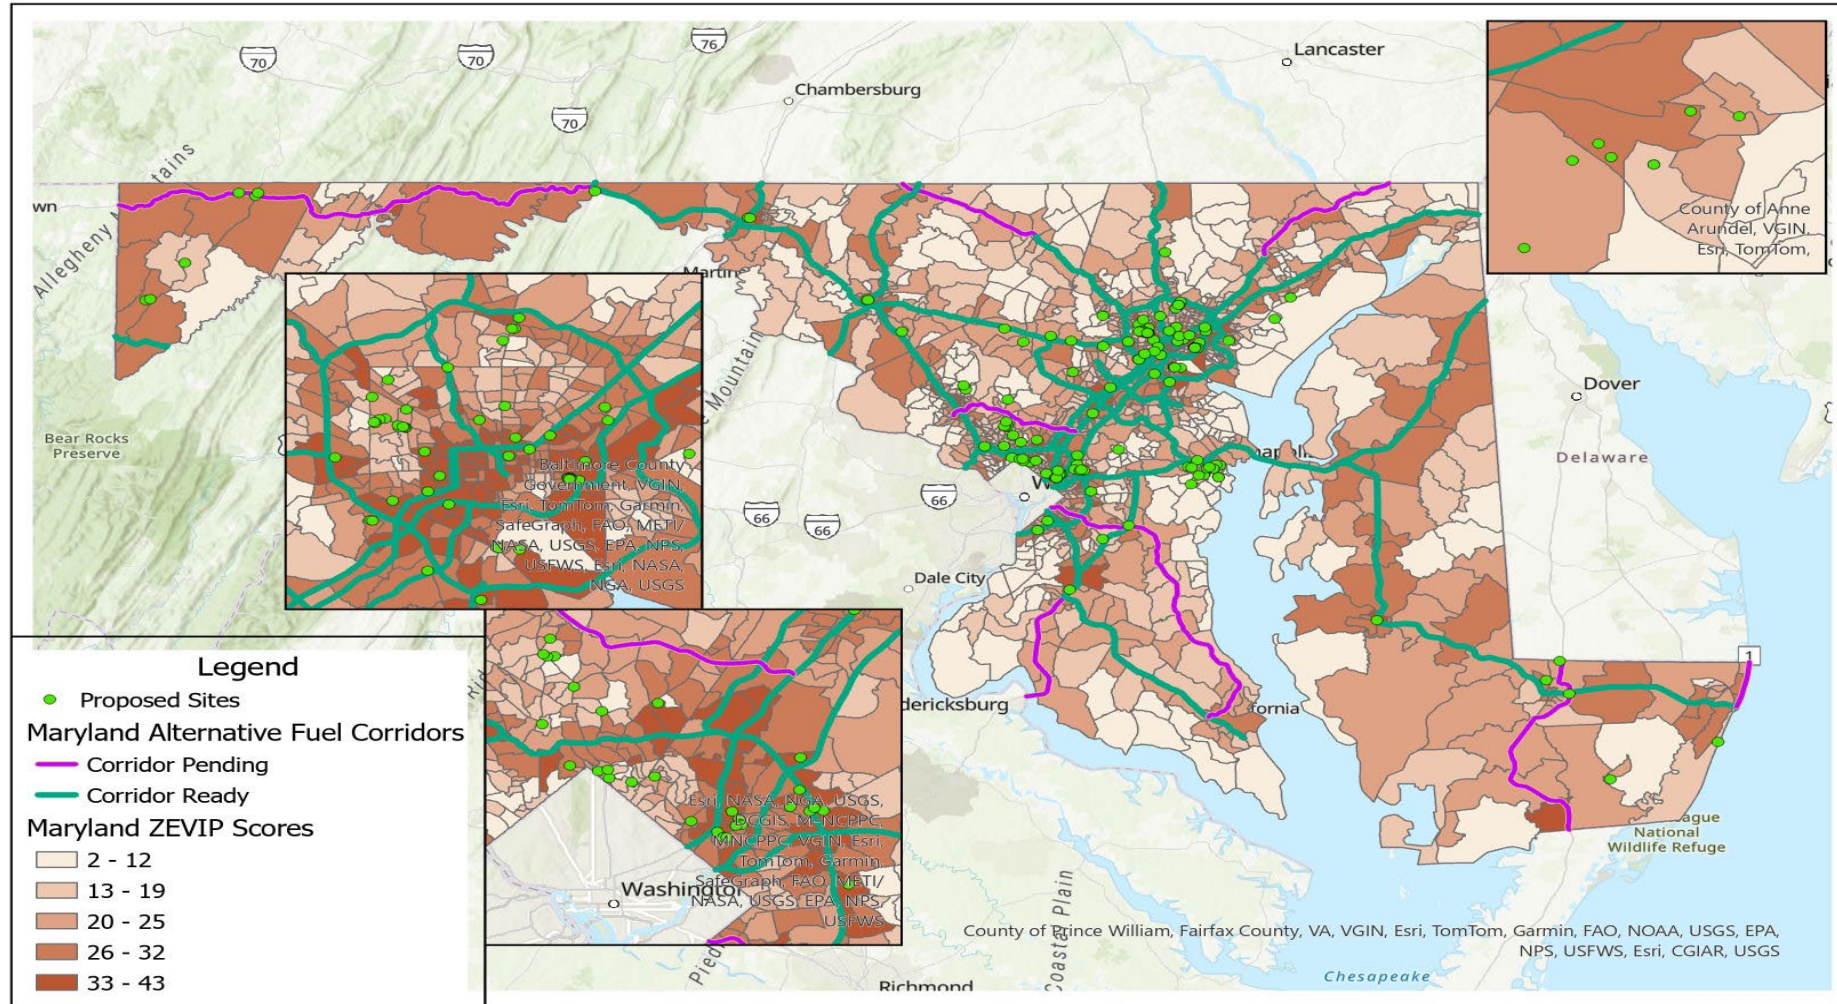 70
70
76
Lancaster
Chambersburg
70
Allegheny
tains
wn
County of Anne
Arundel, VGIN,
Esri, TomTom,
Martin
Mountain
Dover
Bear Rocks
Preserve
Delaware
66
66
66
Baltimore County
Government, VGIN,
Esri, TomTom, Garmin,
SafeGraph, FAO, METI/
NASA, USGS, EPA, NPS,
USFWS, Esri, NASA,
NGA, USGS
W
Dale City
1
dericksburg
fornia
Legend
Proposed Sites
Maryland Alternative Fuel Corridors
Corridor Pending
Corridor Ready
Maryland ZEVIP Scores
2 - 12
13 - 19
20 - 25
26 - 32
33 - 43
Esri, NASA, NGA, USGS,
DCGIS, M-NCPPC,
MNCPPC, VGIN, Esri,
TomTom, Garmin,
SafeGraph, FAO, METI/
NASA, USGS, EPA, NPS,
USFWS
Washington
ague
National
Wildlife Refuge
Piedm
Coastal Plain
County of Prince William, Fairfax County, VA, VGIN, Esri, TomTom, Garmin, FAO, NOAA, USGS, EPA,
NPS, USFWS, Esri, CGIAR, USGS
Chesapeake
Richmond